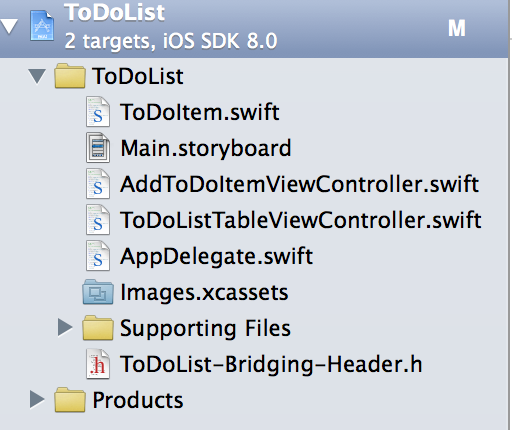 ToDoList
2 targets, iOS SDK 8.0
M
ToDoList
ToDoItem.swift
Main.storyboard
AddToDoItemViewController.swift
ToDoListTableViewController.swift
AppDelegate.swift
Images.xcassets
Supporting Files
ToDoList-Bridging-Header.h
Products